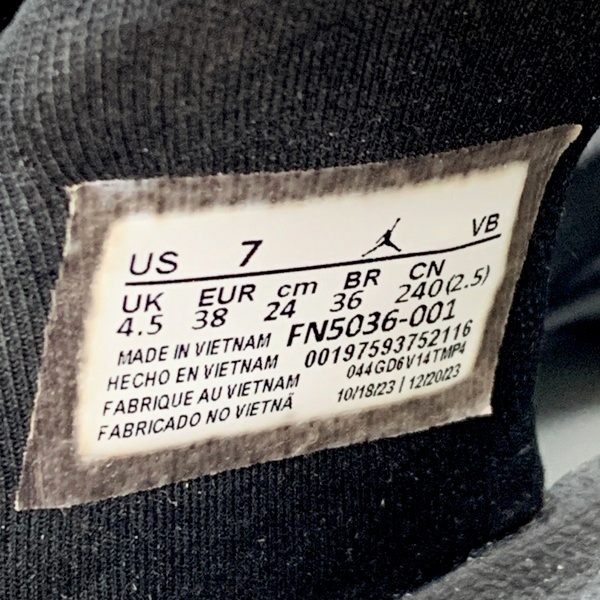 US 7 VB
UK EUR cm BR CN
4.5 38 24 36 240(2.5)
MADE IN VIETNAM FN5036-001
HECHO EN VIETNAM 00197593752116
FABRIQUE AU VIETNAM 044GD6V14TMP4
FABRICADO NO VIETNÃ 10/18/23 | 12/20/23